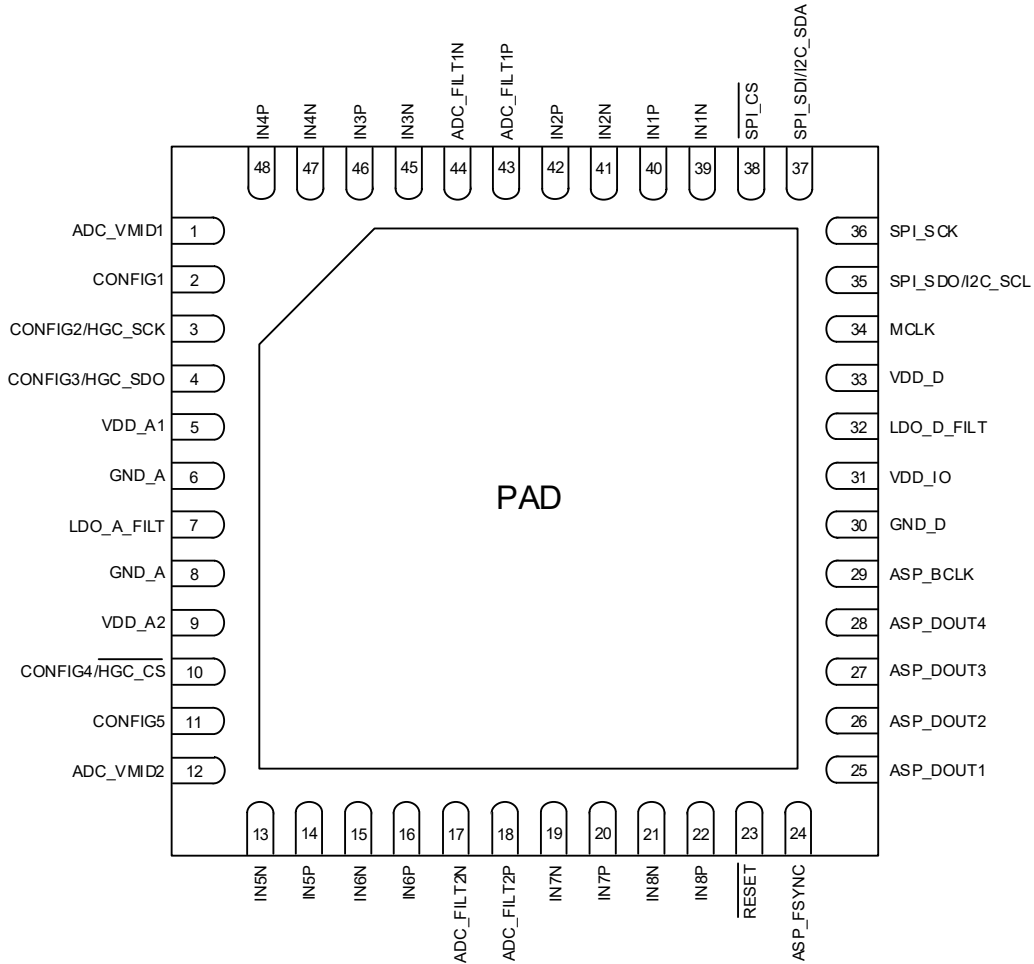 IN4P
IN4N
IN3P
IN3N
ADC_FILT1N
ADC_FILT1P
IN2P
IN2N
IN1P
IN1N
SPI_CS
SPI_SDI/I2C_SDA
48
47
46
45
44
43
42
41
40
39
38
37
ADC_VMID1 1
CONFIG1 2
CONFIG2/HGC_SCK 3
CONFIG3/HGC_SDO 4
VDD_A1 5
GND_A 6
LDO_A_FILT 7
GND_A 8
VDD_A2 9
CONFIG4/HGC_CS 10
CONFIG5 11
ADC_VMID2 12
PAD
36 SPI_SCK
35 SPI_SDO/I2C_SCL
34 MCLK
33 VDD_D
32 LDO_D_FILT
31 VDD_IO
30 GND_D
29 ASP_BCLK
28 ASP_DOUT4
27 ASP_DOUT3
26 ASP_DOUT2
25 ASP_DOUT1
13
14
15
16
17
18
19
20
21
22
23
24
IN5N
IN5P
IN6N
IN6P
ADC_FILT2N
ADC_FILT2P
IN7N
IN7P
IN8N
IN8P
RESET
ASP_FSYNC